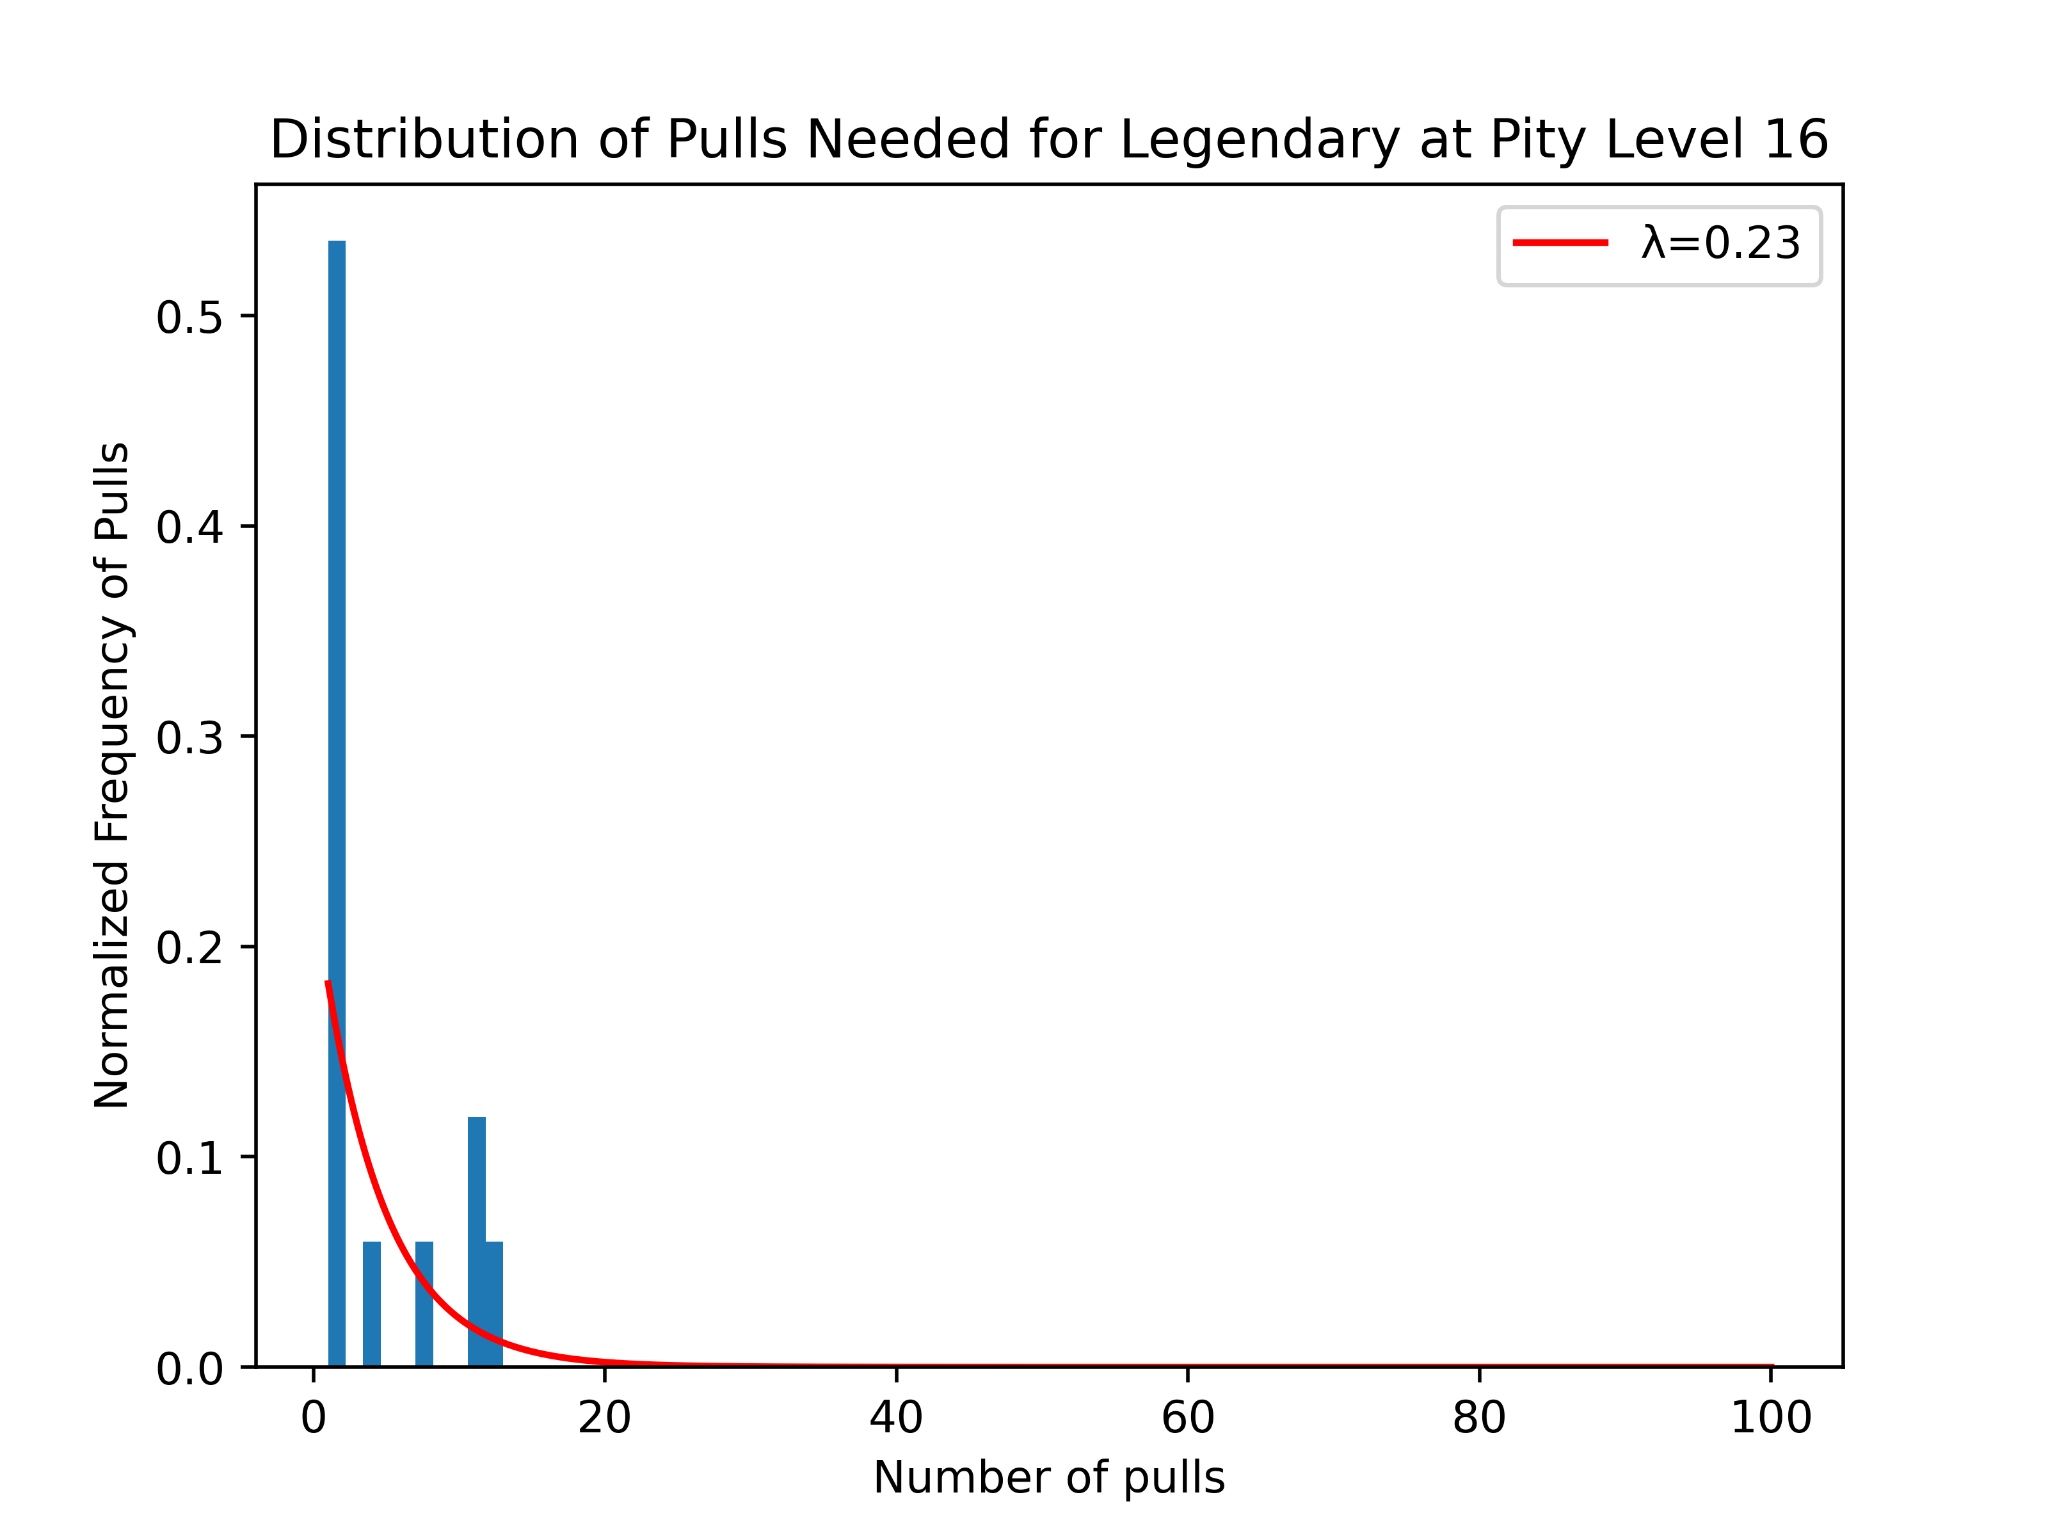 Distribution of Pulls Needed for Legendary at Pity Level 16
λ=0.23
Normalized Frequency of Pulls
0.5
0.4
0.3
0.2
0.1
0.0
0 20 40 60 80 100
Number of pulls